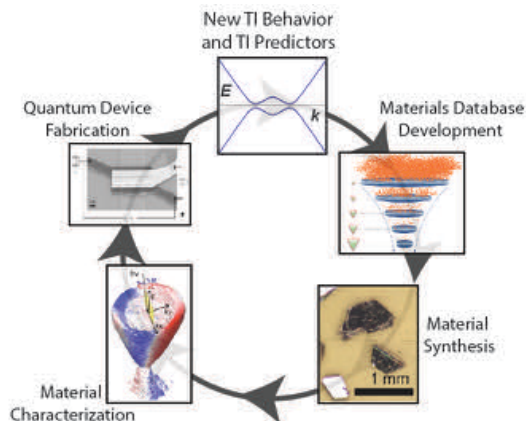 New TI Behavior
and TI Predictors
E
k
Quantum Device
Fabrication
Materials Database
Development
Material
Synthesis
1 mm
Material
Characterization